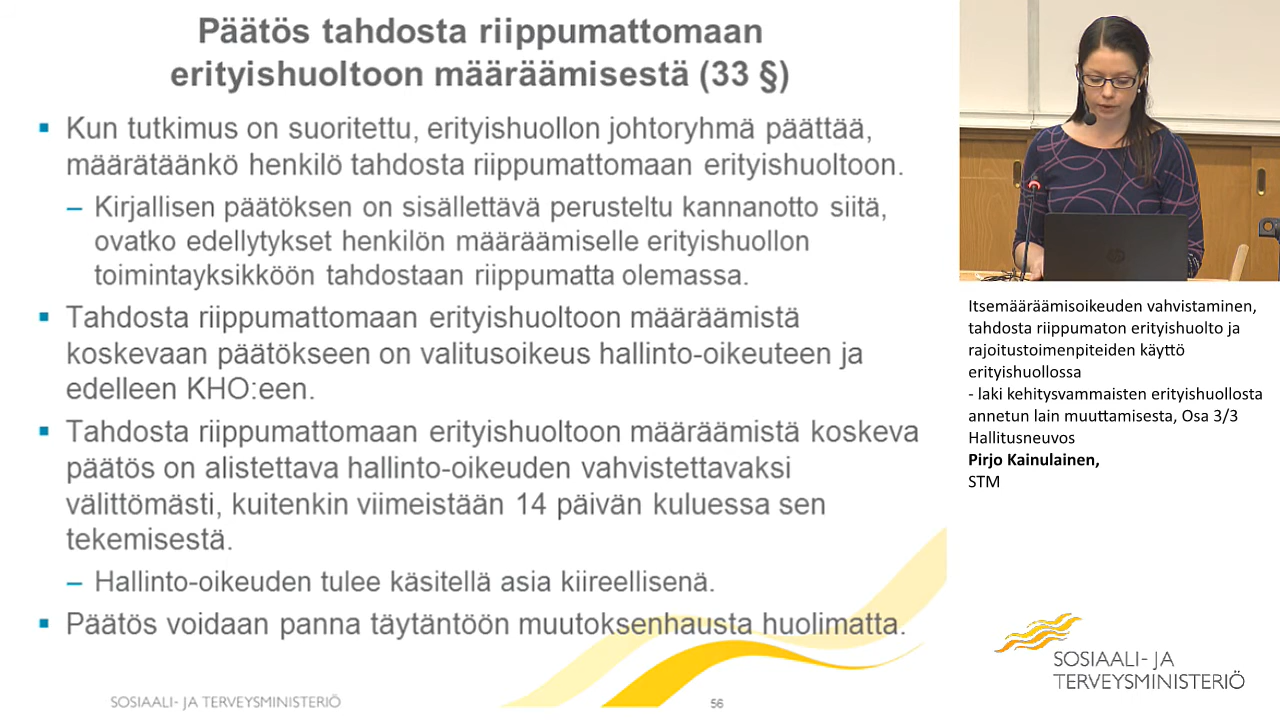 Päätös tahdosta riippumattomaan
erityishuoltoon määräämisestä (33 §)
Kun tutkimus on suoritettu, erityishuollon johtoryhmä päättää,
määrätäänkö henkilö tahdosta riippumattomaan erityishuoltoon.
– Kirjallisen päätöksen on sisällettävä perusteltu kannanotto siitä,
ovatko edellytykset henkilön määräämiselle erityishuollon
toimintayksikköön tahdostaan riippumatta olemassa.
Tahdosta riippumattomaan erityishuoltoon määräämistä
koskevaan päätökseen on valitusoikeus hallinto-oikeuteen ja
edelleen KHO:een.
Tahdosta riippumattomaan erityishuoltoon määräämistä koskeva
päätös on alistettava hallinto-oikeuden vahvistettavaksi
välittömästi, kuitenkin viimeistään 14 päivän kuluessa sen
tekemisestä.
– Hallinto-oikeuden tulee käsitellä asia kiireellisenä.
Päätös voidaan panna täytäntöön muutoksenhausta huolimatta.
SOSIAALI- JA TERVEYSMINISTERIÖ
56
Itsemääräämisoikeuden vahvistaminen,
tahdosta riippumaton erityishuolto ja
rajoitustoimenpiteiden käyttö
erityishuollossa
- laki kehitysvammaisten erityishuollosta
annetun lain muuttamisesta, Osa 3/3
Hallitusneuvos
Pirjo Kainulainen,
STM
SOSIAALI- JA
TERVEYSMINISTERIÖ